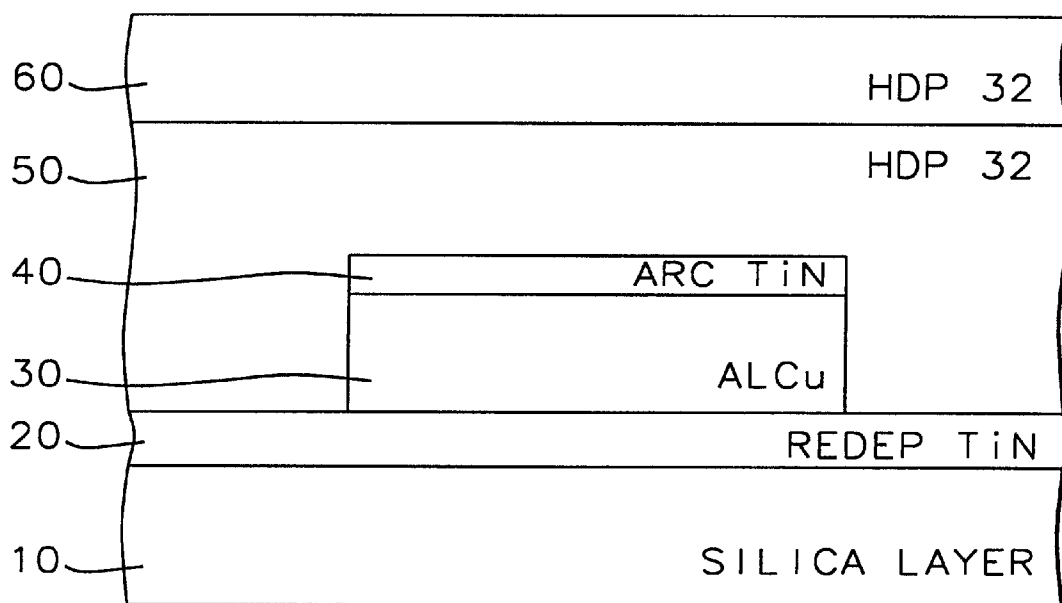 60 HDP 32
50 HDP 32
40 ARC TiN
30 ALCu
20 REDEP TiN
10 SILICA LAYER